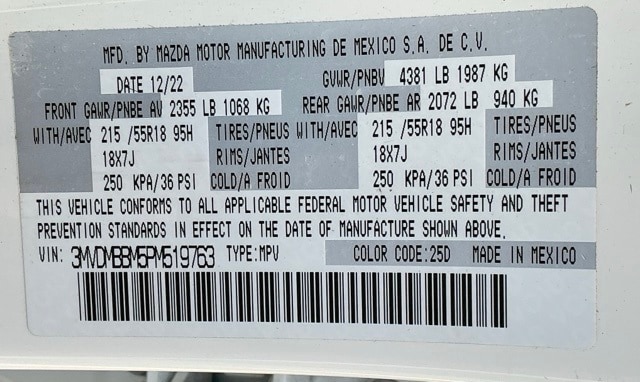 MFD. BY MAZDA MOTOR MANUFACTURING DE MEXICO S.A. DE C.V.
DATE 12/22 GVWR/PNBV 4381 LB 1987 KG
FRONT GAWR/PNBE AV 2355 LB 1068 KG REAR GAWR/PNBE AR 2072 LB 940 KG
WITH/AVEC 215 /55R18 95H TIRES/PNEUS WITH/AVEC 215 /55R18 95H TIRES/PNEUS
18X7J RIMS/JANTES 18X7J RIMS/JANTES
250 KPA/36 PSI COLD/A FROID 250 KPA/36 PSI COLD/A FROID
THIS VEHICLE CONFORMS TO ALL APPLICABLE FEDERAL MOTOR VEHICLE SAFETY AND THEFT
PREVENTION STANDARDS IN EFFECT ON THE DATE OF MANUFACTURE SHOWN ABOVE.
VIN: 3MVDMBBM5PM519763 TYPE:MPV COLOR CODE:25D MADE IN MEXICO